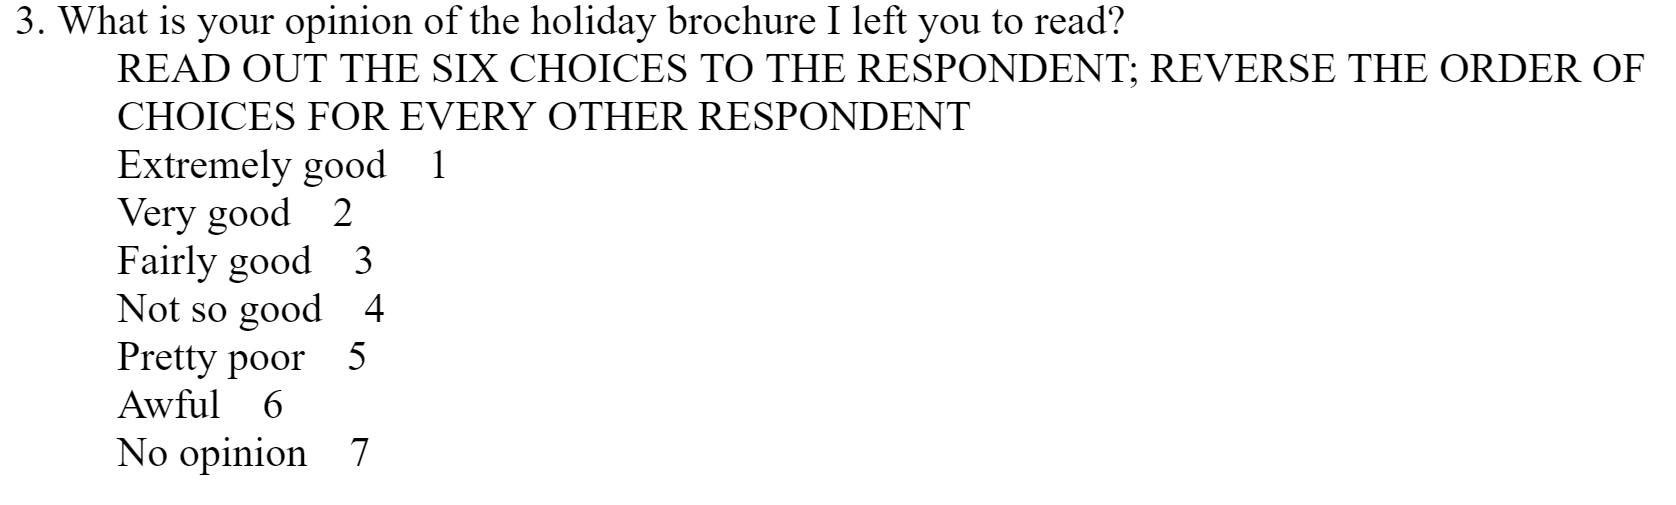 3. What is your opinion of the holiday brochure I left you to read?
READ OUT THE SIX CHOICES TO THE RESPONDENT; REVERSE THE ORDER OF
CHOICES FOR EVERY OTHER RESPONDENT
Extremely good 1
Very good 2
Fairly good 3
Not so good 4
Pretty poor 5
Awful 6
No opinion 7